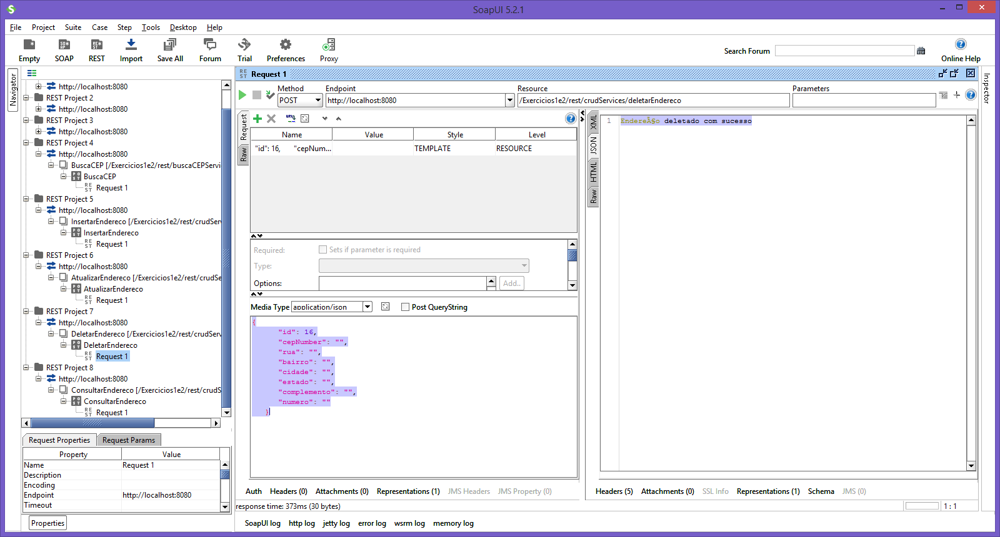 SoapUI 5.2.1
File Project Suite Case Step Tools Desktop Help
Empty SOAP REST Import Save All Forum Trial Preferences Proxy
Search Forum
Online Help
Navigator
http://localhost:8080
REST Project 2
http://localhost:8080
REST Project 3
http://localhost:8080
REST Project 4
http://localhost:8080
BuscaCEP [/Exercicios1e2/rest/buscaCEPServi
BuscaCEP
Request 1
REST Project 5
http://localhost:8080
InsertarEndereco [/Exercicios1e2/rest/crudSer
InsertarEndereco
Request 1
REST Project 6
http://localhost:8080
AtualizarEndereco [/Exercicios1e2/rest/crudSe
AtualizarEndereco
Request 1
REST Project 7
http://localhost:8080
DeletarEndereco [/Exercicios1e2/rest/crudServ
DeletarEndereco
Request 1
REST Project 8
http://localhost:8080
ConsultarEndereco [/Exercicios1e2/rest/crudS
ConsultarEndereco
Request 1
Request Properties Request Params
Property Value
Name Request 1
Description
Encoding
Endpoint http://localhost:8080
Timeout
Properties
Request 1
Method Endpoint Resource Parameters
POST http://localhost:8080 /Exercicios1e2/rest/crudServices/deletarEndereco
Request
Raw
Name Value Style Level
"id": 16, "cepNum... TEMPLATE RESOURCE
Required: Sets if parameter is required
Type:
Options: Add..
Media Type application/json Post QueryString
{
"id": 16,
"cepNumber": "",
"rua": "",
"bairro": "",
"cidade": "",
"estado": "",
"complemento": "",
"numero": ""
}
Auth Headers (0) Attachments (0) Representations (1) JMS Headers JMS Property (0)
XML
JSON
HTML
Raw
1 EndereÃ§o deletado com sucesso
Headers (5) Attachments (0) SSL Info Representations (1) Schema JMS (0)
Inspector
response time: 373ms (30 bytes)
1 : 1
SoapUI log http log jetty log error log wsrm log memory log